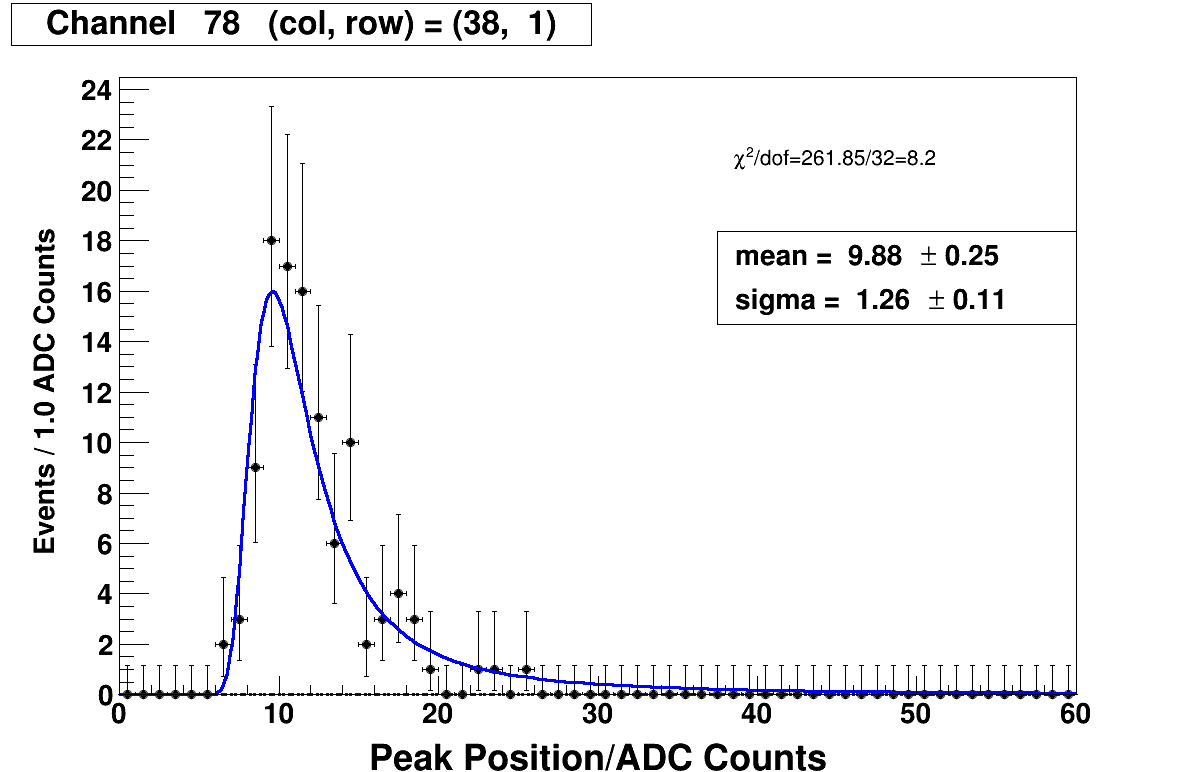 Channel 78 (col, row) = (38, 1)
24
22
20
18
16
14
12
10
8
6
4
2
0
Events / 1.0 ADC Counts
χ²/dof=261.85/32=8.2
mean = 9.88 ± 0.25
sigma = 1.26 ± 0.11
0 10 20 30 40 50 60
Peak Position/ADC Counts